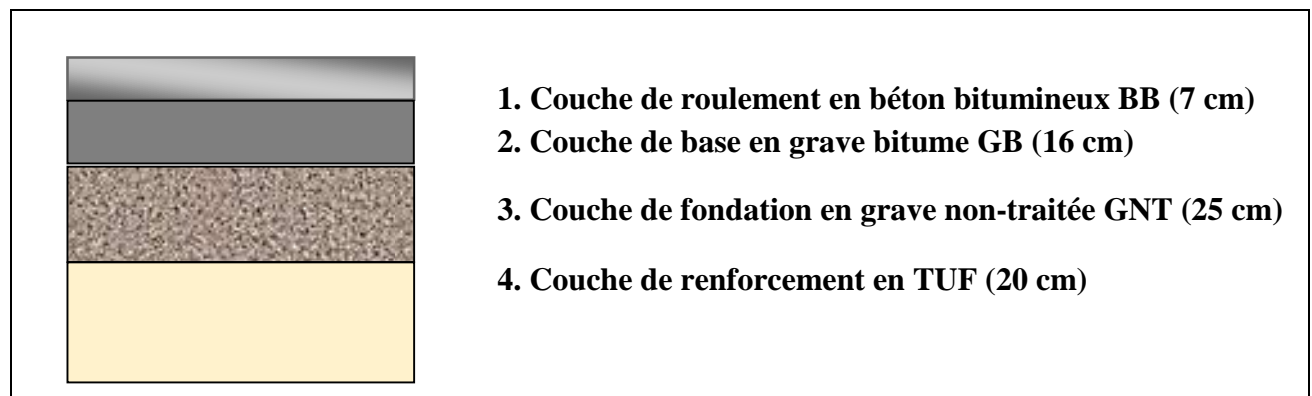 1. Couche de roulement en béton bitumineux BB (7 cm)
2. Couche de base en grave bitume GB (16 cm)
3. Couche de fondation en grave non-traitée GNT (25 cm)
4. Couche de renforcement en TUF (20 cm)